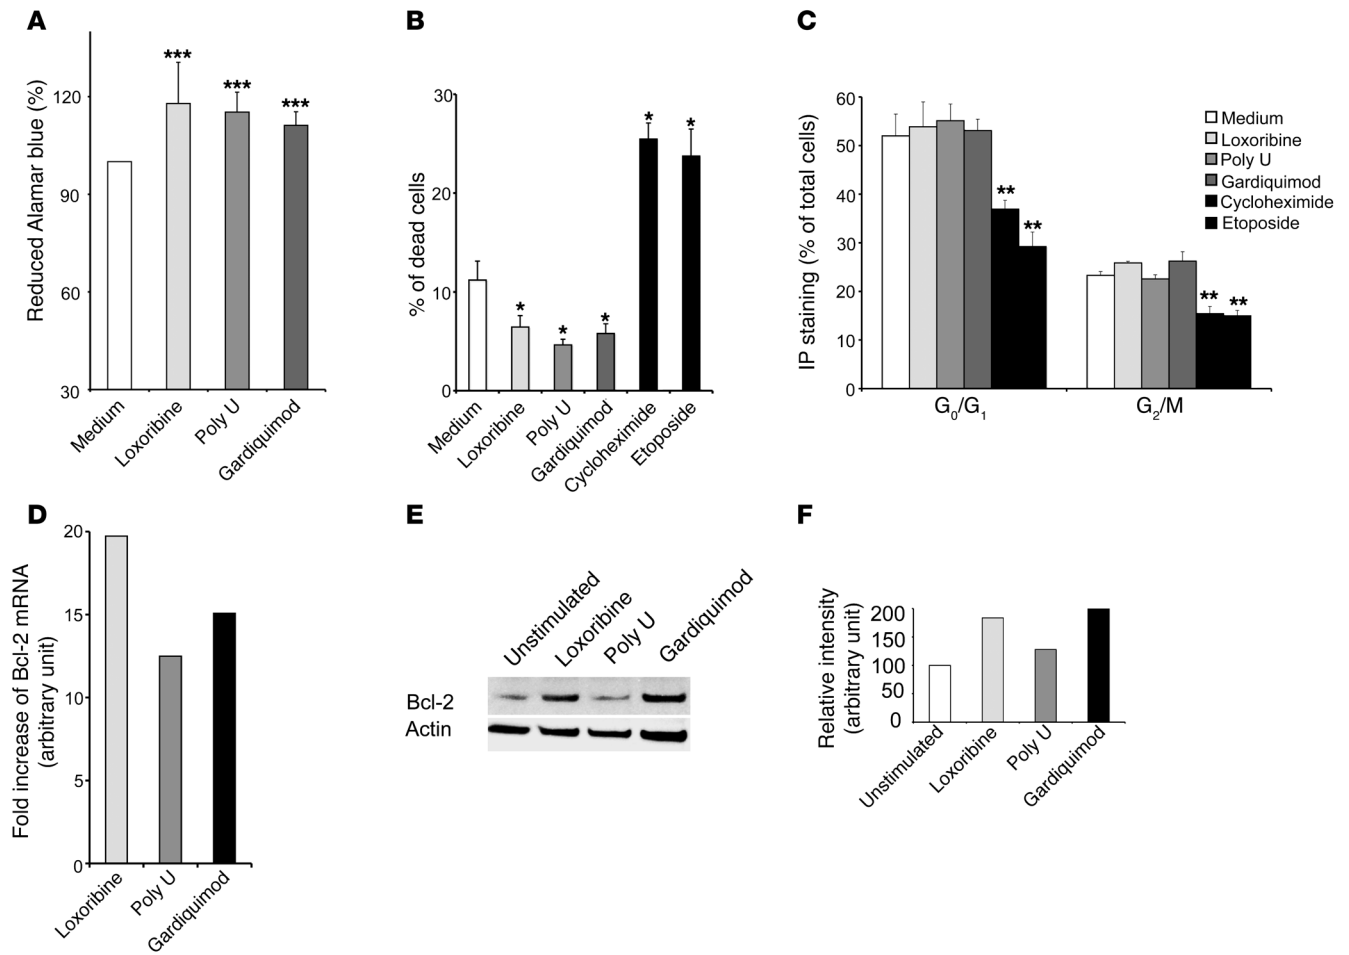 A
Reduced Alamar blue (%)
120
90
60
30
***
***
***
Medium
Loxoribine
Poly U
Gardiquimod
B
% of dead cells
30
20
10
0
*
*
*
*
*
Medium
Loxoribine
Poly U
Gardiquimod
Cycloheximide
Etoposide
C
IP staining (% of total cells)
60
50
40
30
20
10
0
**
**
**
**
G0/G1
G2/M
Medium
Loxoribine
Poly U
Gardiquimod
Cycloheximide
Etoposide
D
Fold increase of Bcl-2 mRNA
(arbitrary unit)
20
15
10
5
0
Loxoribine
Poly U
Gardiquimod
E
Unstimulated
Loxoribine
Poly U
Gardiquimod
Bcl-2
Actin
F
Relative intensity
(arbitrary unit)
200
150
100
50
0
Unstimulated
Loxoribine
Poly U
Gardiquimod